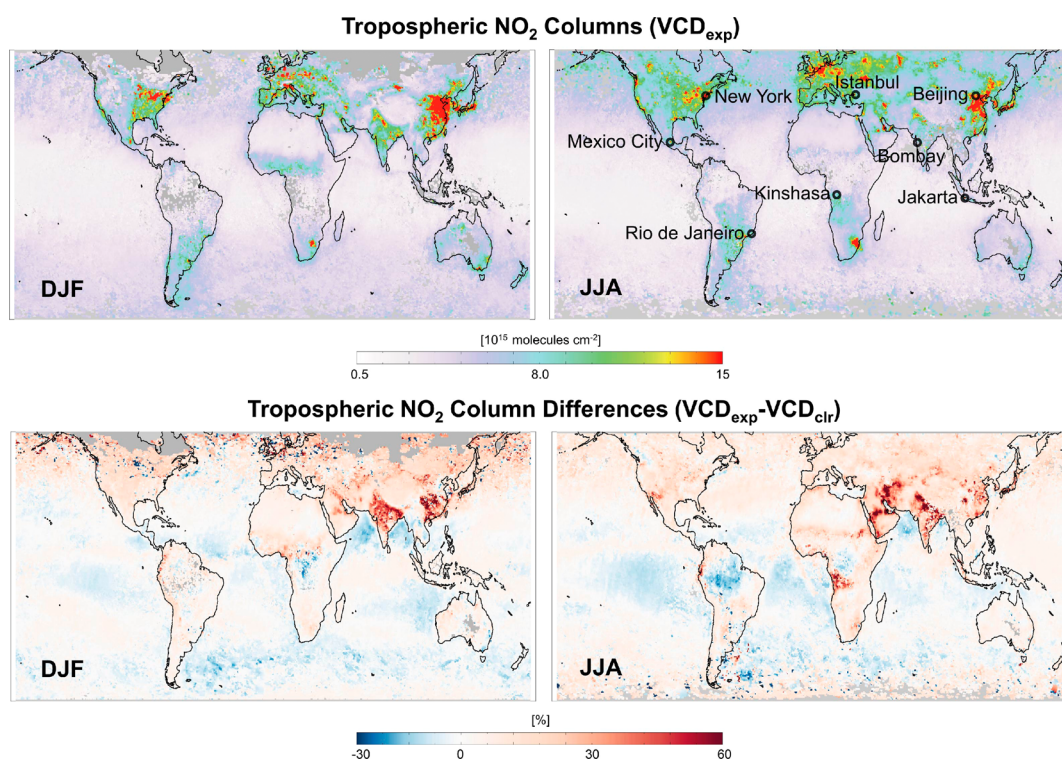 Tropospheric NO₂ Columns (VCDₑₓₚ)
New York
Istanbul
Beijing
Mexico City
Bombay
Kinshasa
Jakarta
Rio de Janeiro
DJF
JJA
[10¹⁵ molecules cm⁻²]
0.5 8.0 15
Tropospheric NO₂ Column Differences (VCDₑₓₚ-VCD_clr)
DJF
JJA
[%]
-30 0 30 60